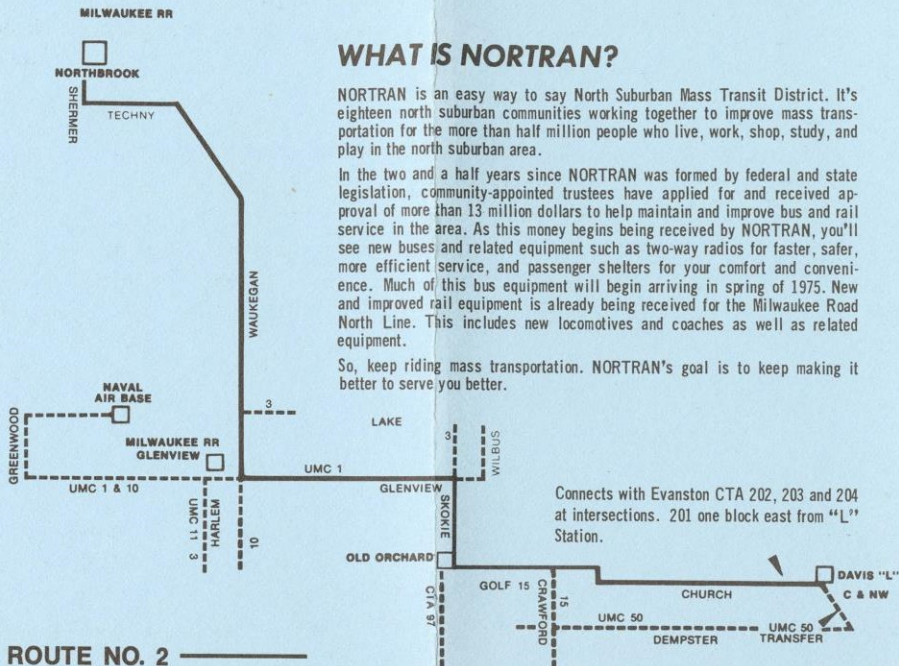 MILWAUKEE RR
NORTHBROOK
SHERMER
TECHNY
WHAT IS NORTRAN?
NORTRAN is an easy way to say North Suburban Mass Transit District. It's
eighteen north suburban communities working together to improve mass trans-
portation for the more than half million people who live, work, shop, study, and
play in the north suburban area.
In the two and a half years since NORTRAN was formed by federal and state
legislation, community-appointed trustees have applied for and received ap-
proval of more than 13 million dollars to help maintain and improve bus and rail
service in the area. As this money begins being received by NORTRAN, you'll
see new buses and related equipment such as two-way radios for faster, safer,
more efficient service, and passenger shelters for your comfort and conveni-
ence. Much of this bus equipment will begin arriving in spring of 1975. New
and improved rail equipment is already being received for the Milwaukee Road
North Line. This includes new locomotives and coaches as well as related
equipment.
So, keep riding mass transportation. NORTRAN's goal is to keep making it
better to serve you better.
WAUKEGAN
NAVAL
AIR BASE
GREENWOOD
3
LAKE
MILWAUKEE RR
GLENVIEW
UMC 1 & 10
UMC 1
GLENVIEW
3
WILBUS
UMC 11
3
HARLEM
10
SKOKIE
Connects with Evanston CTA 202, 203 and 204
at intersections. 201 one block east from "L"
Station.
OLD ORCHARD
CTA 97
GOLF 15
CRAWFORD
15
CHURCH
DAVIS "L"
C & NW
UMC 50
DEMPSTER
UMC 50
TRANSFER
ROUTE NO. 2